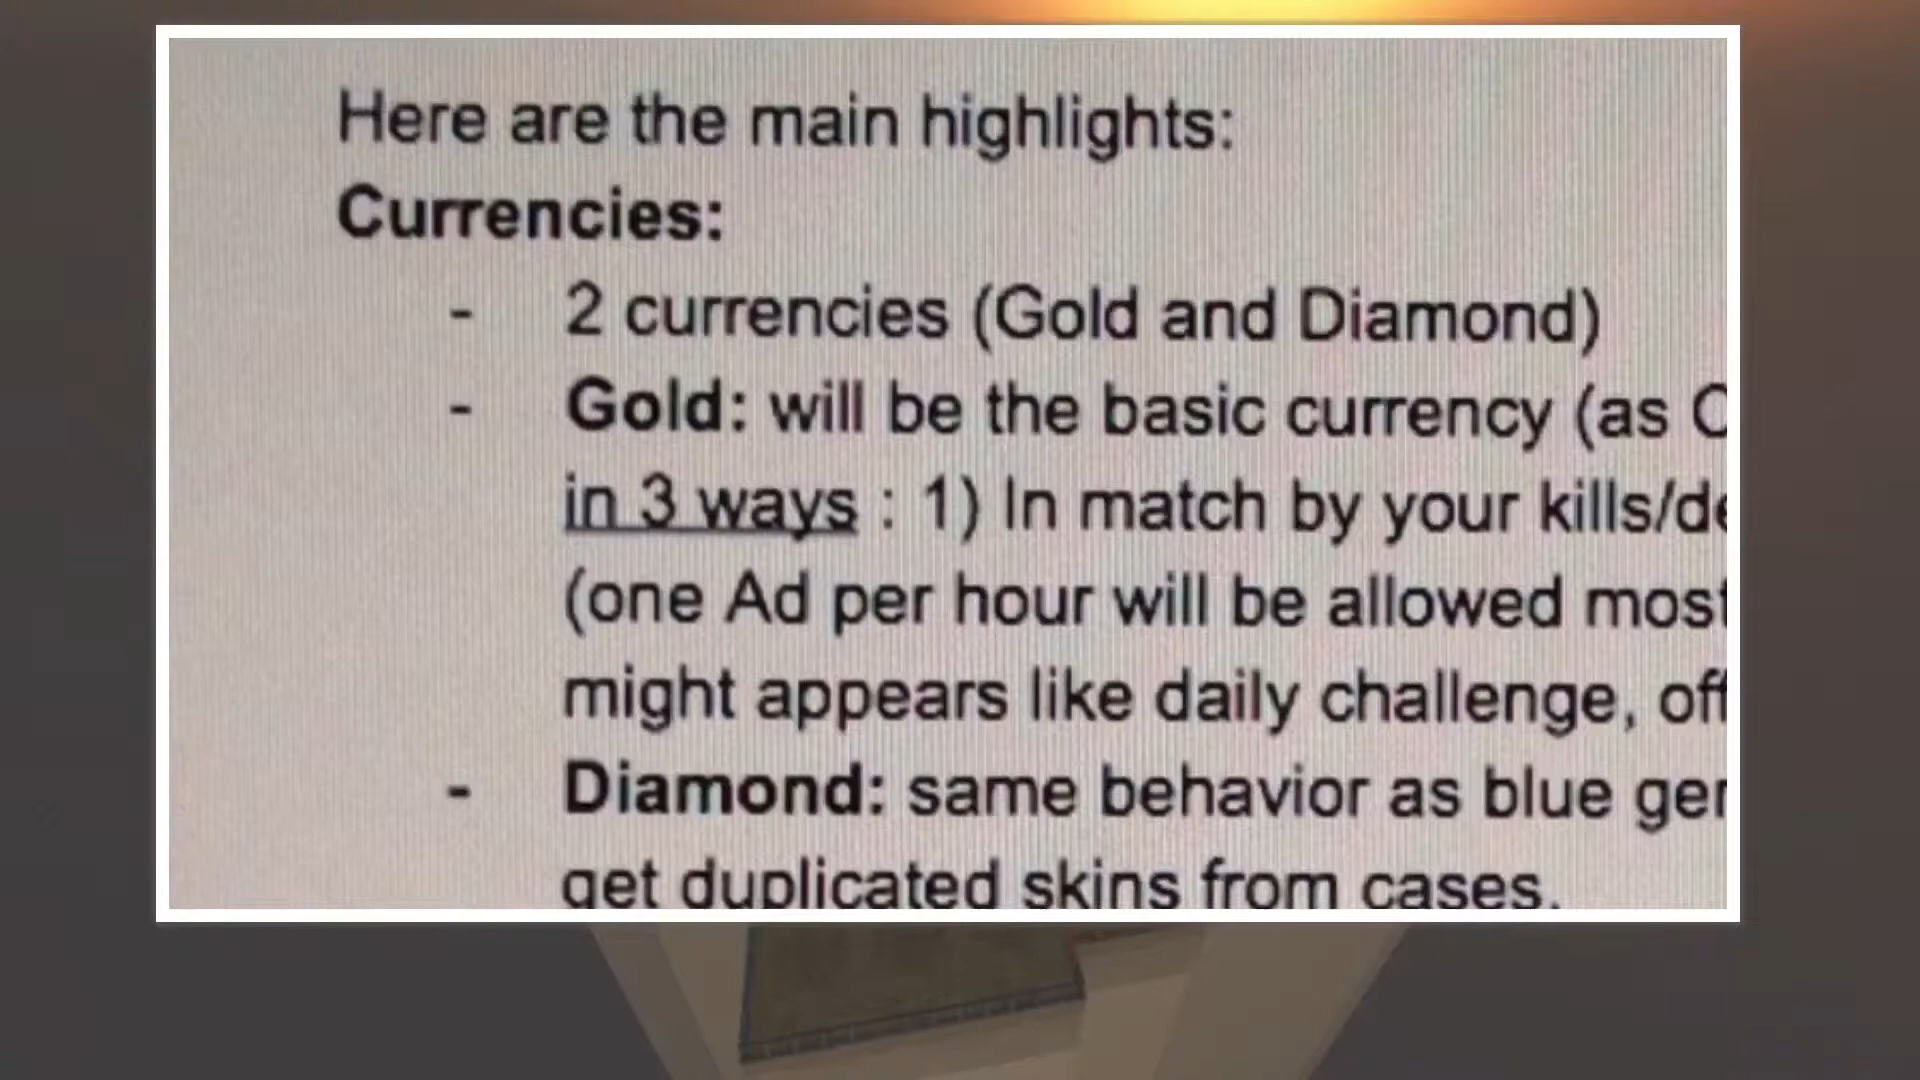 Here are the main highlights:
Currencies:
- 2 currencies (Gold and Diamond)
- Gold: will be the basic currency (as
in 3 ways : 1) In match by your
(one Ad per hour will be allowed
might appears like daily challenge,
- Diamond: same behavior as blue
get duplicated skins from cases.